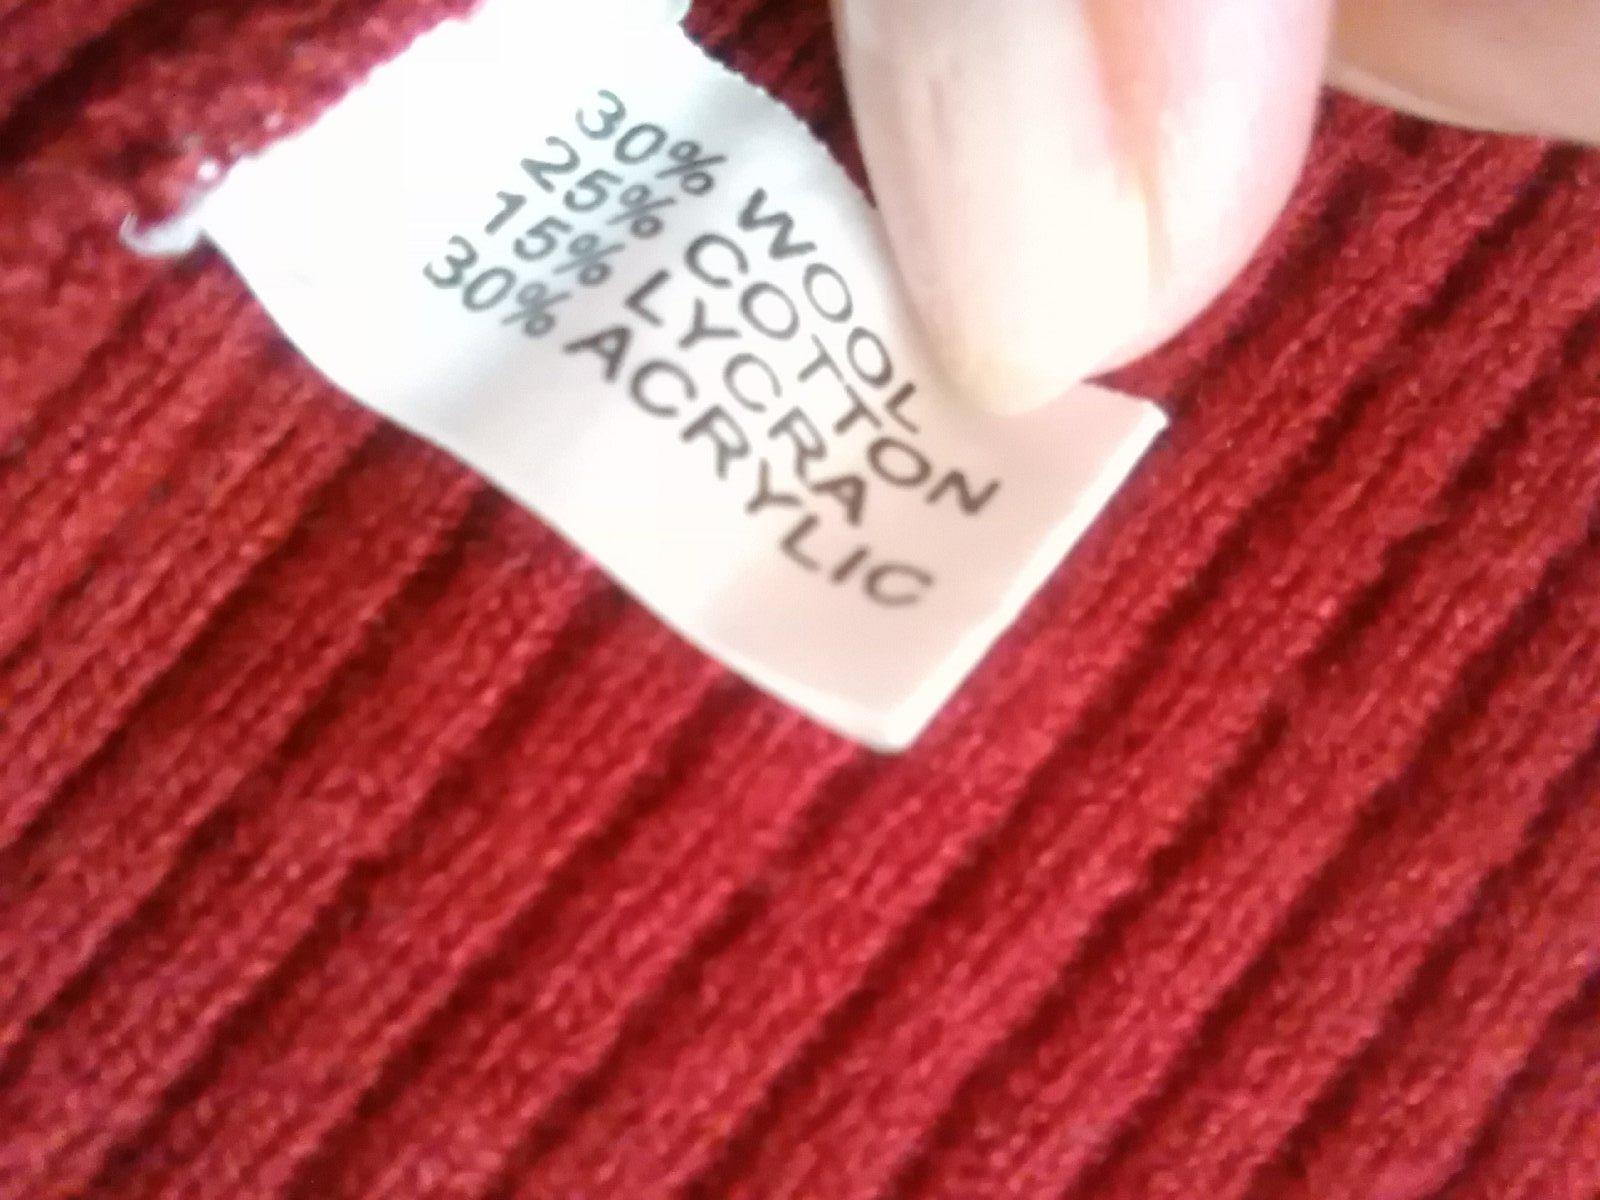 30% WOOL
25% COTTON
15% LYCRA
30% ACRYLIC